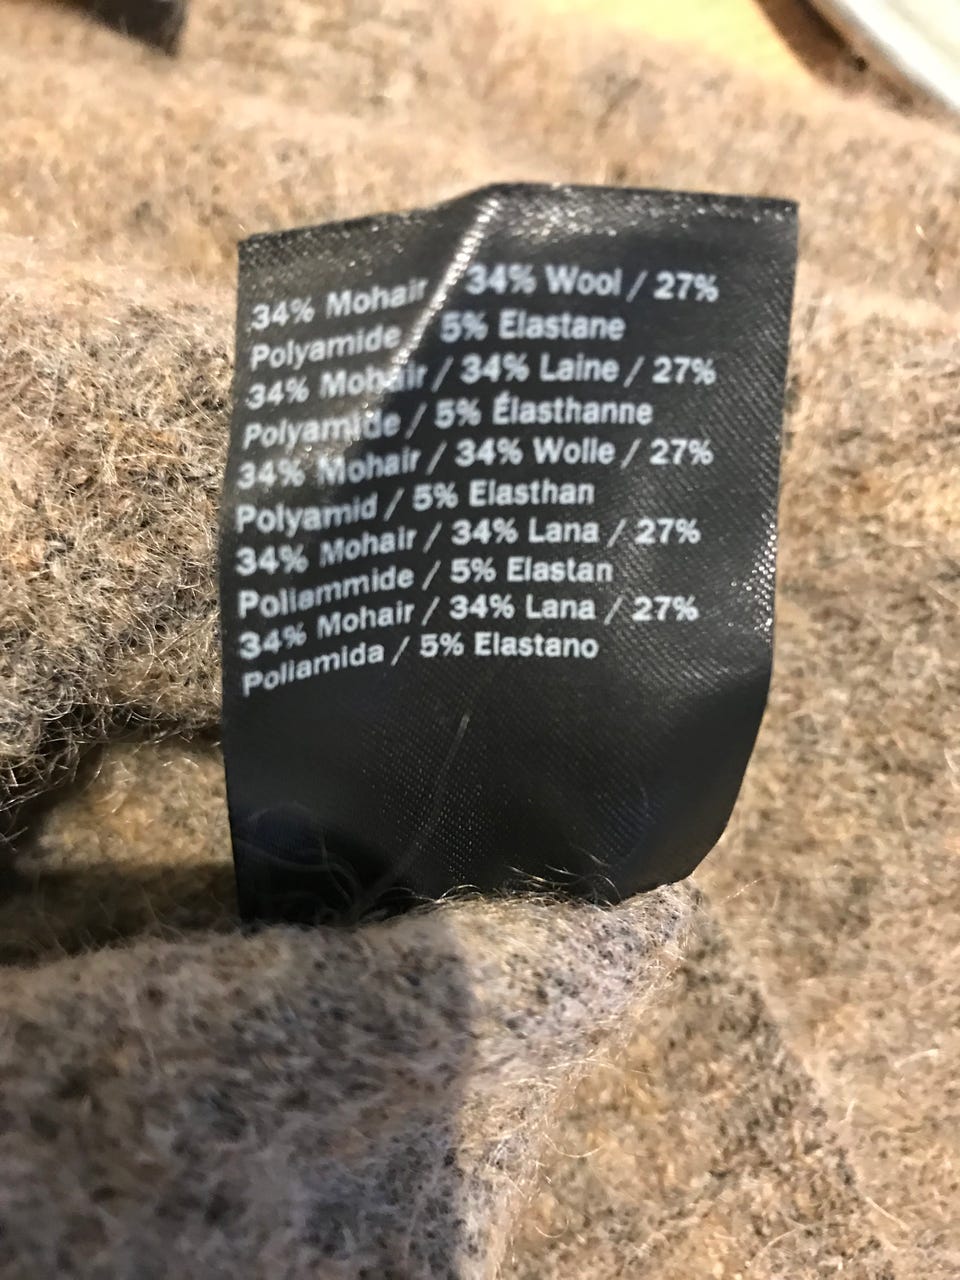 34% Mohair / 34% Wool / 27%
Polyamide / 5% Elastane
34% Mohair / 34% Laine / 27%
Polyamide / 5% Élasthanne
34% Mohair / 34% Wolle / 27%
Polyamid / 5% Elasthan
34% Mohair / 34% Lana / 27%
Poliammide / 5% Elastan
34% Mohair / 34% Lana / 27%
Poliamida / 5% Elastano